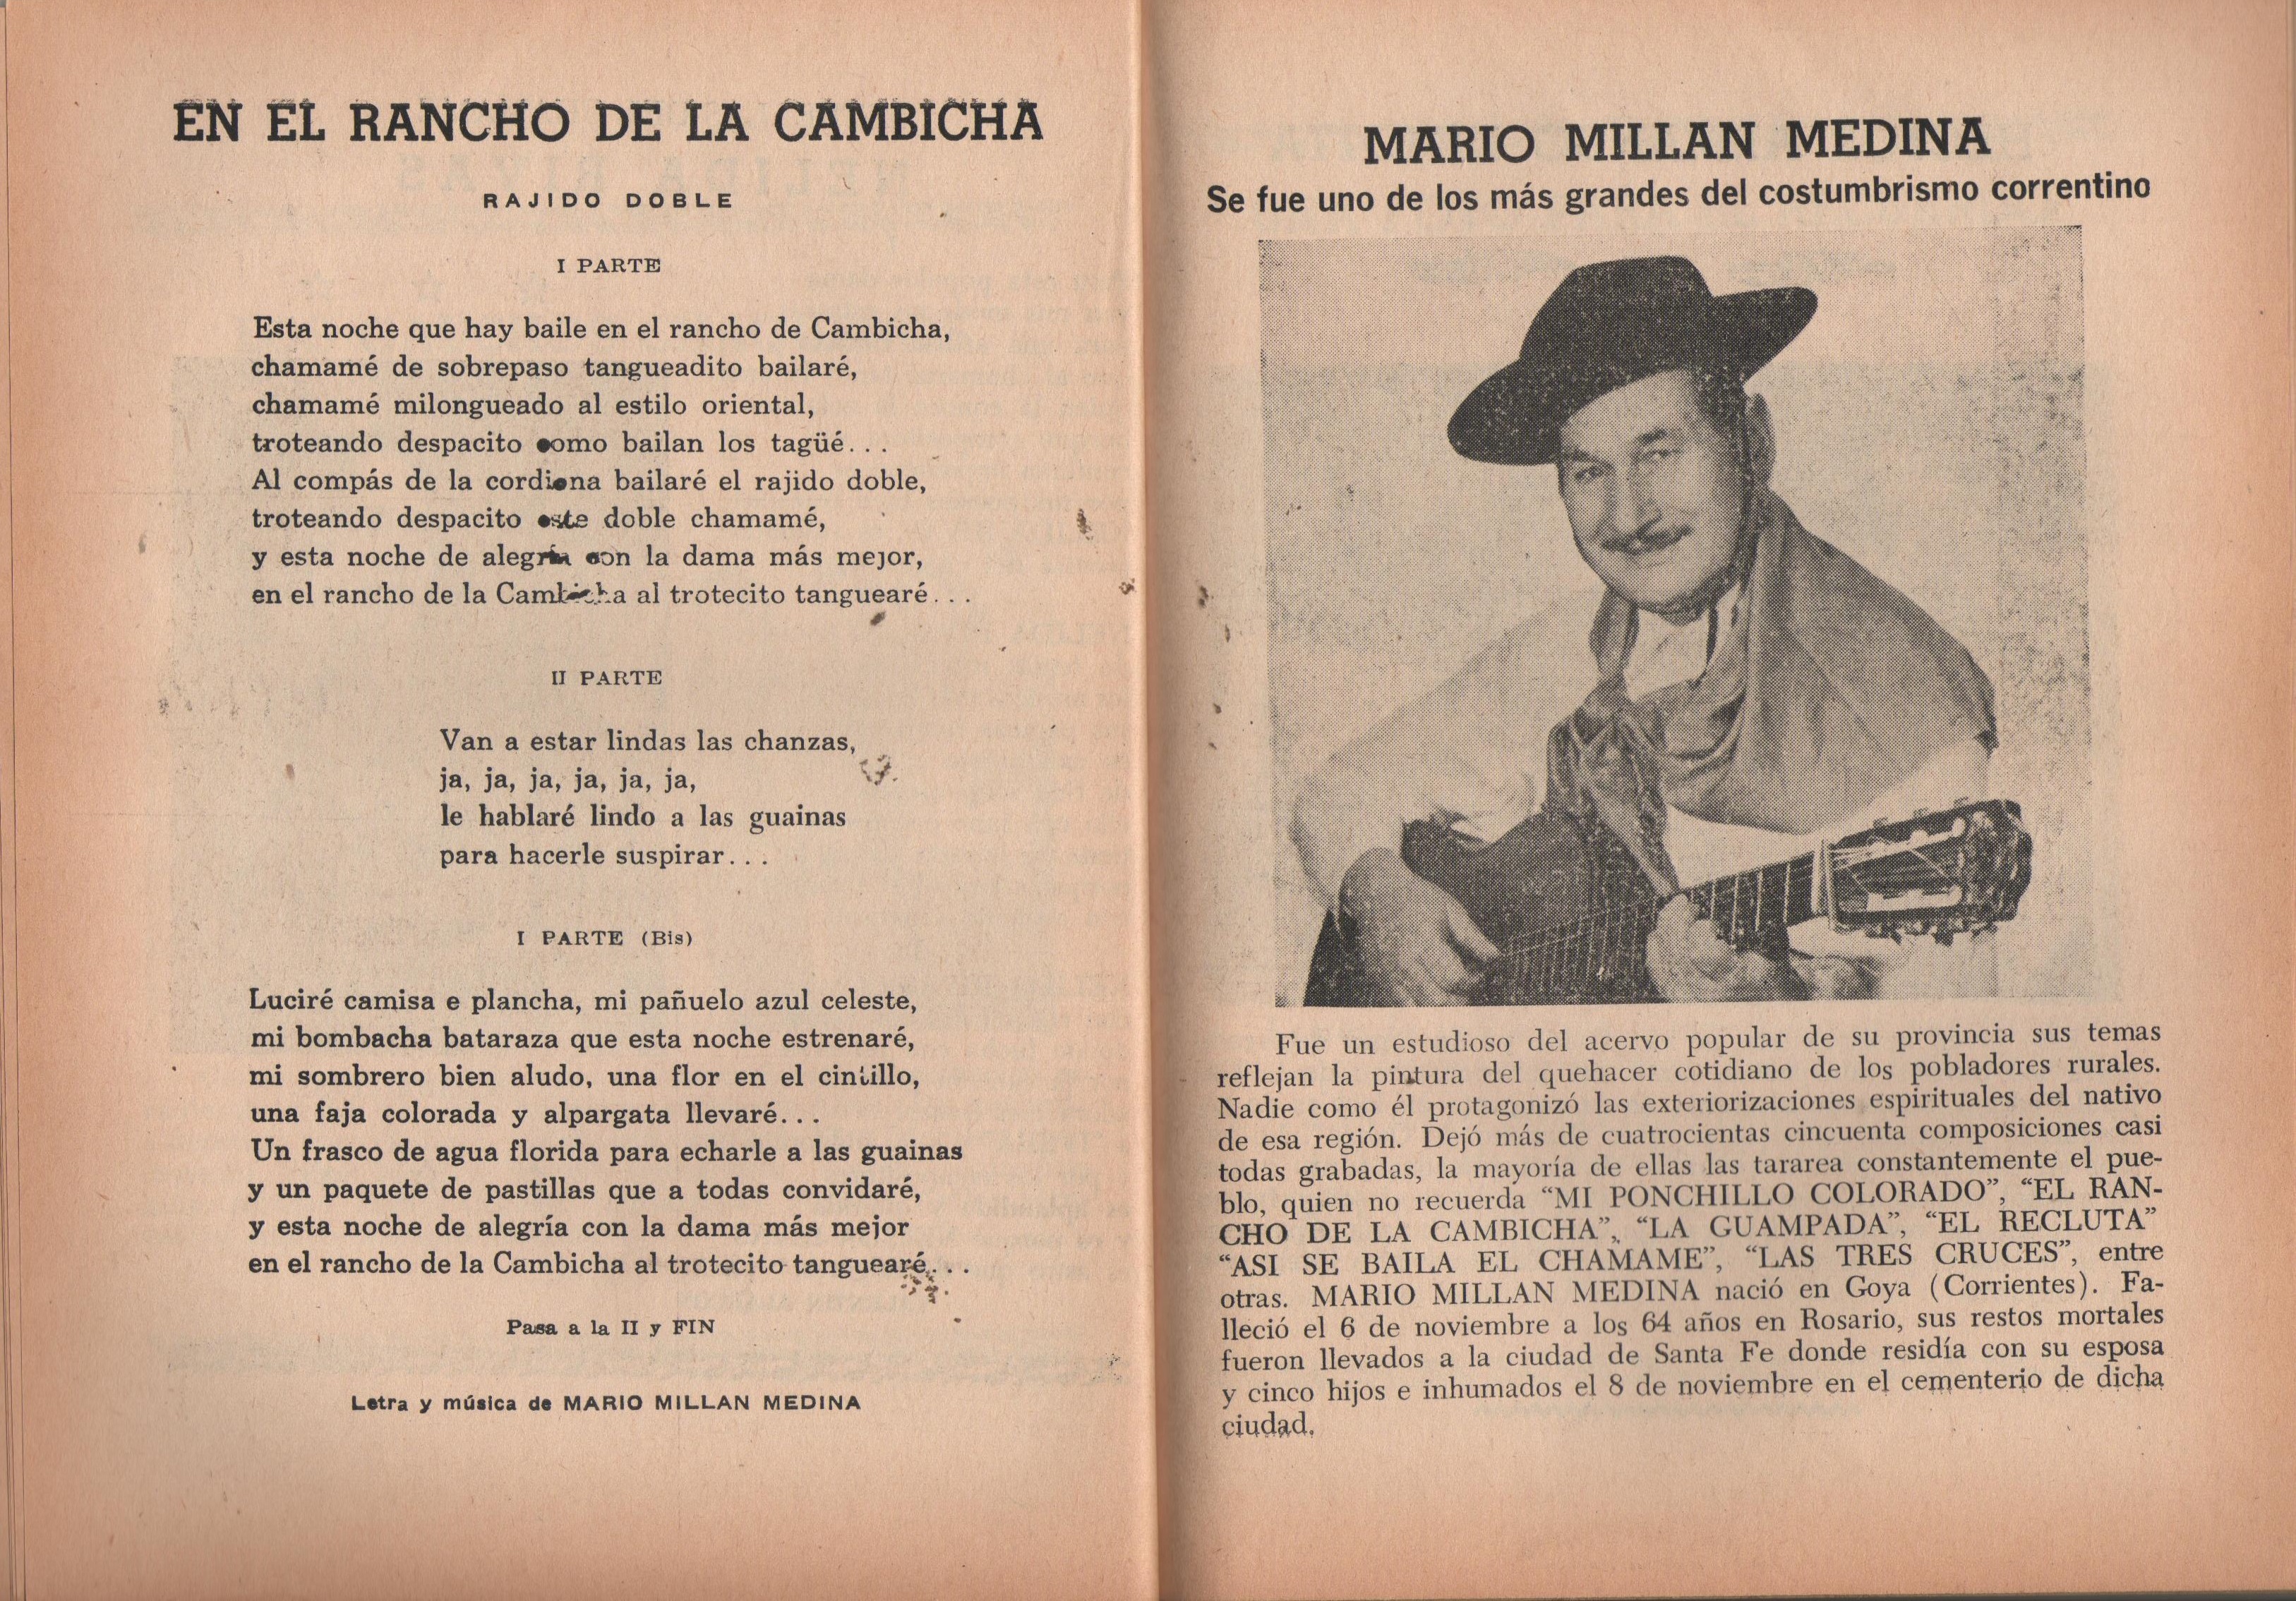 EN EL RANCHO DE LA CAMBICHA
RAJIDO DOBLE
I PARTE
Esta noche que hay baile en el rancho de Cambicha,
chamamé de sobrepaso tangueadito bailaré,
chamamé milongueado al estilo oriental,
troteando despacito como bailan los tagüé...
Al compás de la cordiona bailaré el rajido doble,
troteando despacito este doble chamamé,
y esta noche de alegría con la dama más mejor,
en el rancho de la Cambicha al trotecito tanguearé...
II PARTE
Van a estar lindas las chanzas,
ja, ja, ja, ja, ja, ja,
le hablaré lindo a las guainas
para hacerle suspirar...
I PARTE (Bis)
Luciré camisa e plancha, mi pañuelo azul celeste,
mi bombacha bataraza que esta noche estrenaré,
mi sombrero bien aludo, una flor en el cintillo,
una faja colorada y alpargata llevaré...
Un frasco de agua florida para echarle a las guainas
y un paquete de pastillas que a todas convidaré,
y esta noche de alegría con la dama más mejor
en el rancho de la Cambicha al trotecito tanguearé...
Pasa a la II y FIN
Letra y música de MARIO MILLAN MEDINA
MARIO MILLAN MEDINA
Se fue uno de los más grandes del costumbrismo correntino
Fue un estudioso del acervo popular de su provincia sus temas
reflejan la pintura del quehacer cotidiano de los pobladores rurales.
Nadie como él protagonizó las exteriorizaciones espirituales del nativo
de esa región. Dejó más de cuatrocientas cincuenta composiciones casi
todas grabadas, la mayoría de ellas las tararea constantemente el pue-
blo, quien no recuerda “MI PONCHILLO COLORADO”, “EL RAN-
CHO DE LA CAMBICHA”, “LA GUAMPADA”, “EL RECLUTA”
“ASI SE BAILA EL CHAMAME”, “LAS TRES CRUCES”, entre
otras. MARIO MILLAN MEDINA nació en Goya (Corrientes). Fa-
lleció el 6 de noviembre a los 64 años en Rosario, sus restos mortales
fueron llevados a la ciudad de Santa Fe donde residía con su esposa
y cinco hijos e inhumados el 8 de noviembre en el cementerio de dicha
ciudad.